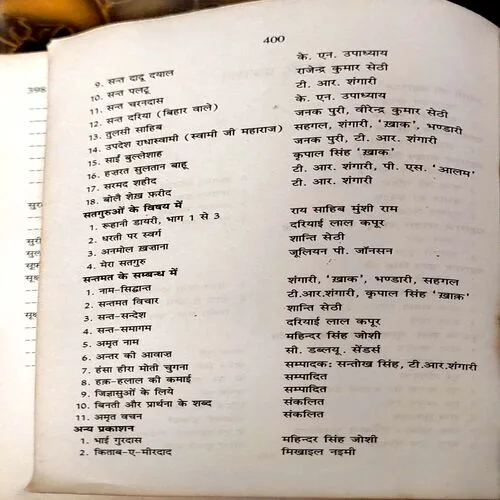 400
9. सन्त दादू दयाल के. एन. उपाध्याय
10. सन्त पलटू राजेन्द्र कुमार सेठी
11. सन्त चरनदास टी. आर. शंगारी
12. सन्त दरिया (बिहार वाले) के. एन. उपाध्याय
13. तुलसी साहिब जनक पुरी, वीरेन्द्र कुमार सेठी
14. उपदेश राधास्वामी (स्वामी जी महाराज) सहगल, शंगारी, 'ख़ाक', भण्डारी
15. साईं बुल्लेशाह जनक पुरी, टी. आर. शंगारी
16. हज़रत सुलतान बाहू कृपाल सिंह 'ख़ाक'
17. सरमद शहीद टी. आर. शंगारी, पी. एस. 'आलम'
18. बोलै शेख़ फ़रीद टी. आर. शंगारी
सतगुरुओं के विषय में
1. रूहानी डायरी, भाग 1 से 3 राय साहिब मुंशी राम
2. धरती पर स्वर्ग दरियाई लाल कपूर
3. अनमोल ख़ज़ाना शान्ति सेठी
4. मेरा सतगुरु जूलियन पी. जॉनसन
सन्तमत के सम्बन्ध में
1. नाम-सिद्धान्त शंगारी, 'ख़ाक', भण्डारी, सहगल
2. सन्तमत विचार टी.आर.शंगारी, कृपाल सिंह 'ख़ाक़'
3. सन्त-सन्देश शान्ति सेठी
4. सन्त-समागम दरियाई लाल कपूर
5. अमृत नाम महिन्दर सिंह जोशी
6. अन्तर की आवाज़ सी. डब्लयू. सेंडर्स
7. हंसा हीरा मोती चुगना सम्पादक: सन्तोख सिंह, टी.आर.शंगारी
8. हक़-हलाल की कमाई सम्पादित
9. जिज्ञासुओं के लिये सम्पादित
10. बिनती और प्रार्थना के शब्द संकलित
11. अमृत वचन संकलित
अन्य प्रकाशन
1. भाई गुरदास महिन्दर सिंह जोशी
2. किताब-ए-मीरदाद मिखाइल नइमी
398